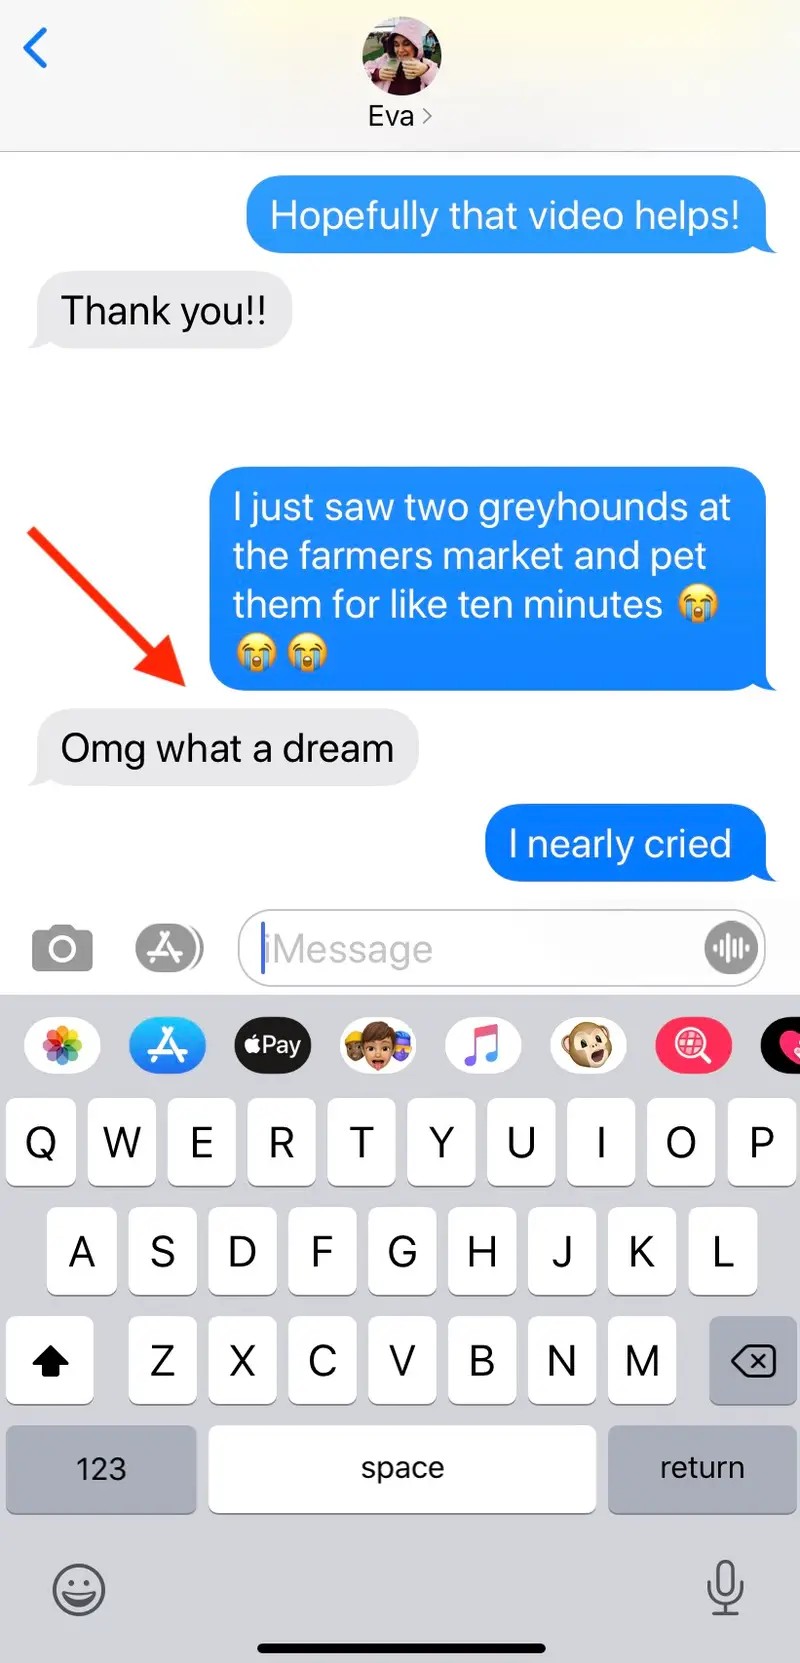 Eva
Hopefully that video helps!
Thank you!!
I just saw two greyhounds at
the farmers market and pet
them for like ten minutes 😭
😭😭
Omg what a dream
I nearly cried
iMessage
Pay
Q W E R T Y U I O P
A S D F G H J K L
Z X C V B N M
123 space return